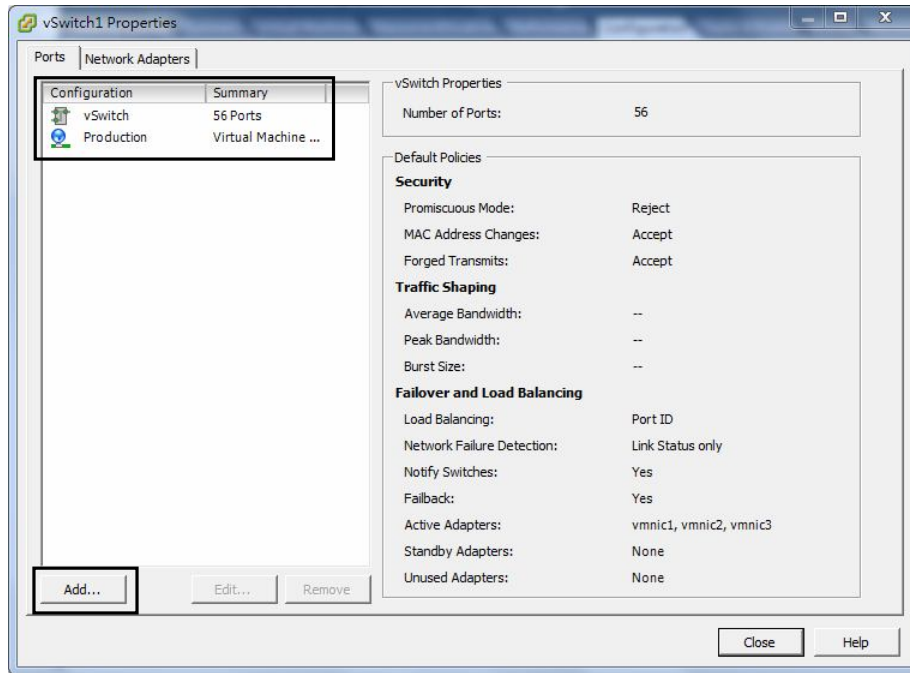 vSwitch1 Properties
Ports Network Adapters
Configuration Summary
vSwitch 56 Ports
Production Virtual Machine ...
Add... Edit... Remove
vSwitch Properties
Number of Ports: 56
Default Policies
Security
Promiscuous Mode: Reject
MAC Address Changes: Accept
Forged Transmits: Accept
Traffic Shaping
Average Bandwidth: --
Peak Bandwidth: --
Burst Size: --
Failover and Load Balancing
Load Balancing: Port ID
Network Failure Detection: Link Status only
Notify Switches: Yes
Failback: Yes
Active Adapters: vmnic1, vmnic2, vmnic3
Standby Adapters: None
Unused Adapters: None
Close Help